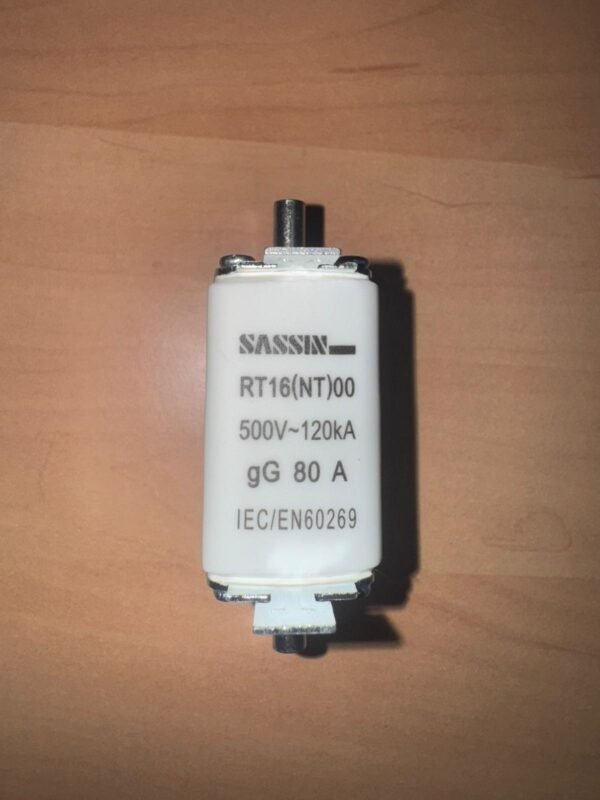 SASSIN
RT16(NT)00
500V~120kA
gG 80 A
IEC/EN60269